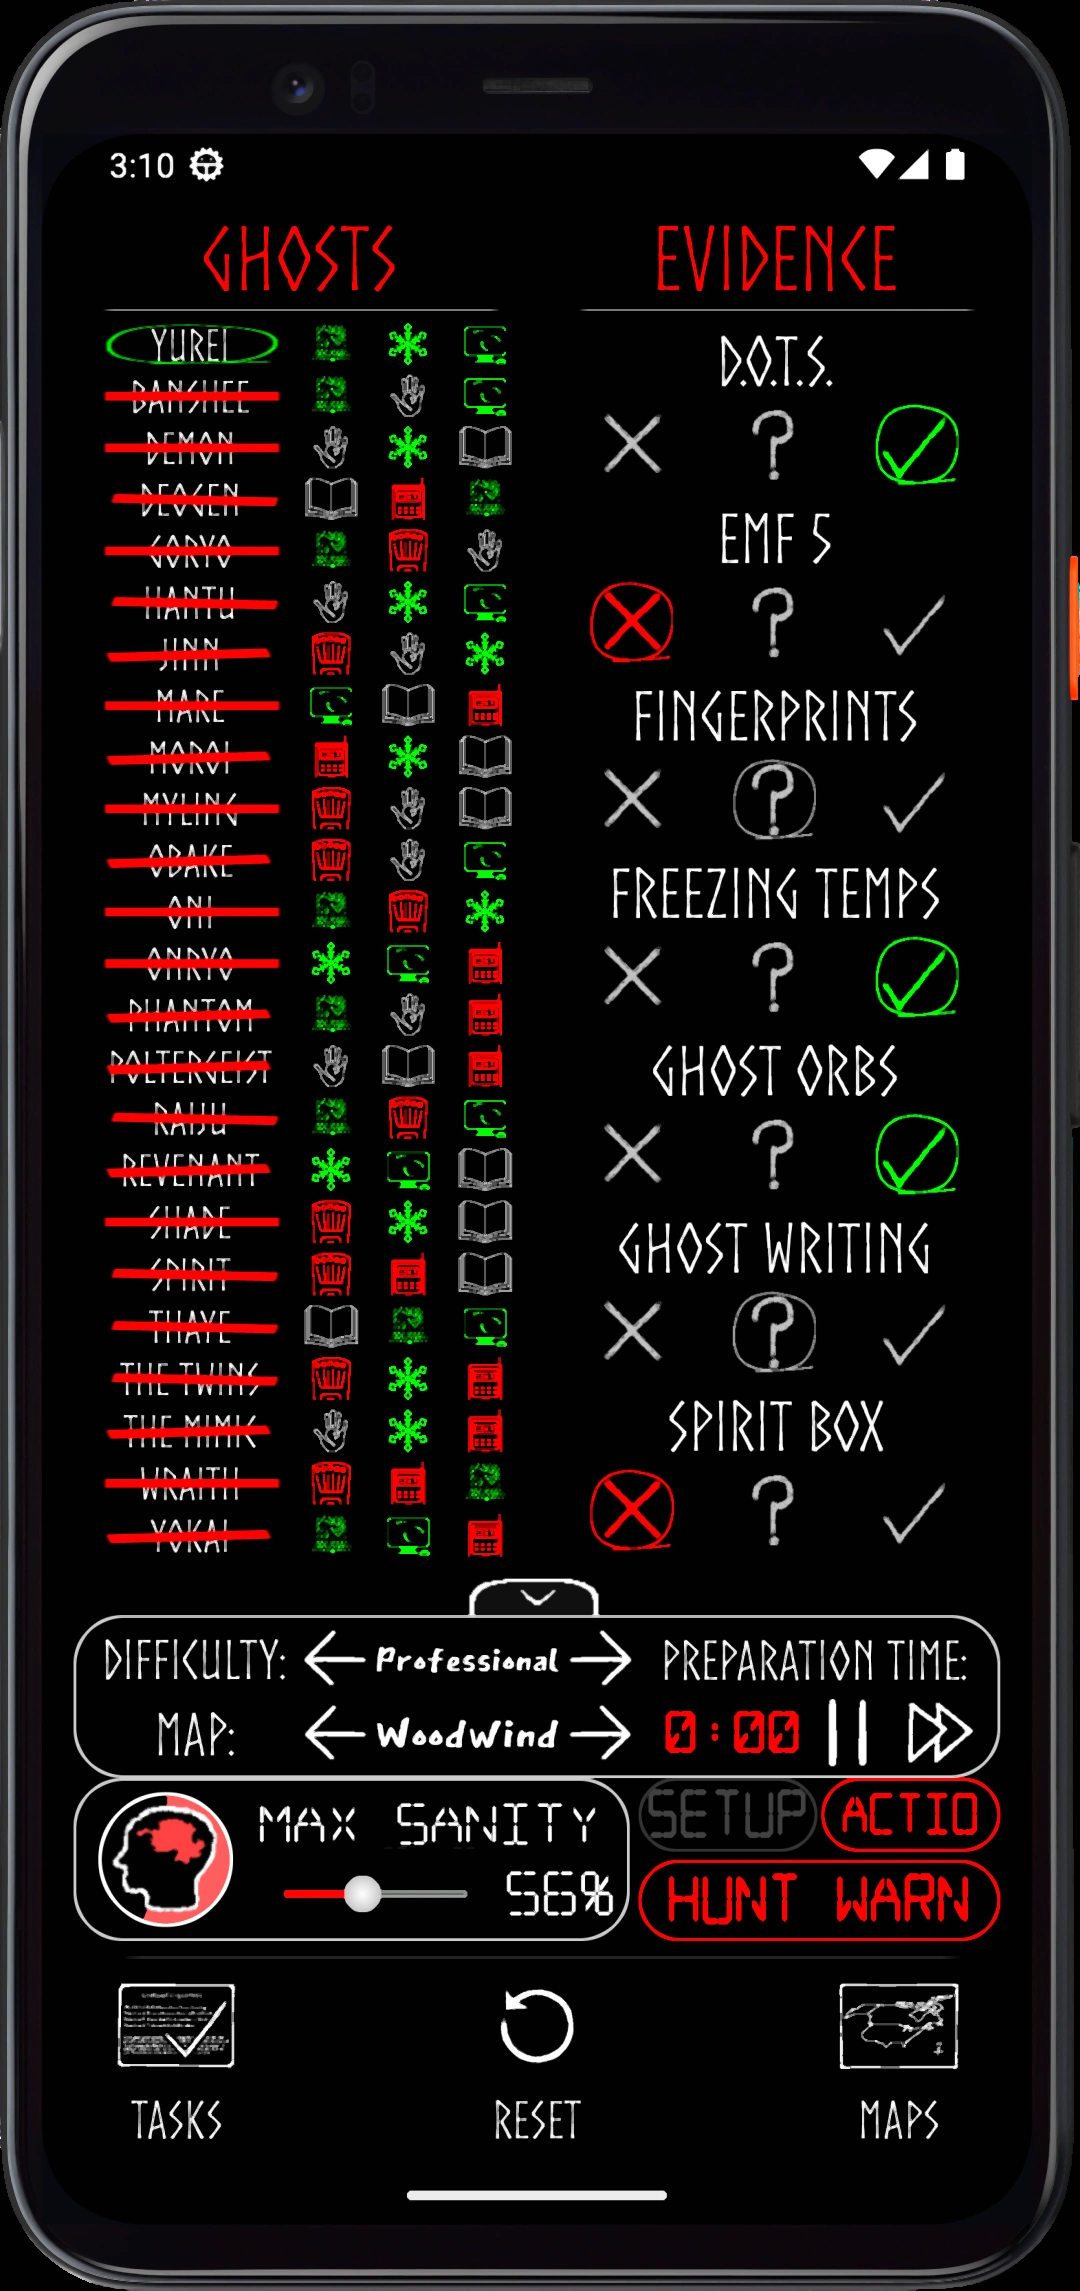 3:10
GHOSTS
EVIDENCE
YUREI
BANSHEE
DEMON
DEOGEN
GORYO
HANTU
JINN
MARE
MOROI
MYLING
OBAKE
ONI
ONRYO
PHANTOM
POLTERGEIST
RAIJU
REVENANT
SHADE
SPIRIT
THAYE
THE TWINS
THE MIMIC
WRAITH
YOKAI
D.O.T.S.
?
EMF 5
?
FINGERPRINTS
?
FREEZING TEMPS
?
GHOST ORBS
?
GHOST WRITING
?
SPIRIT BOX
?
DIFFICULTY: Professional
PREPARATION TIME:
MAP: WoodWind
0:00
MAX SANITY
56%
SETUP
ACTIO
HUNT WARN
TASKS
RESET
MAPS